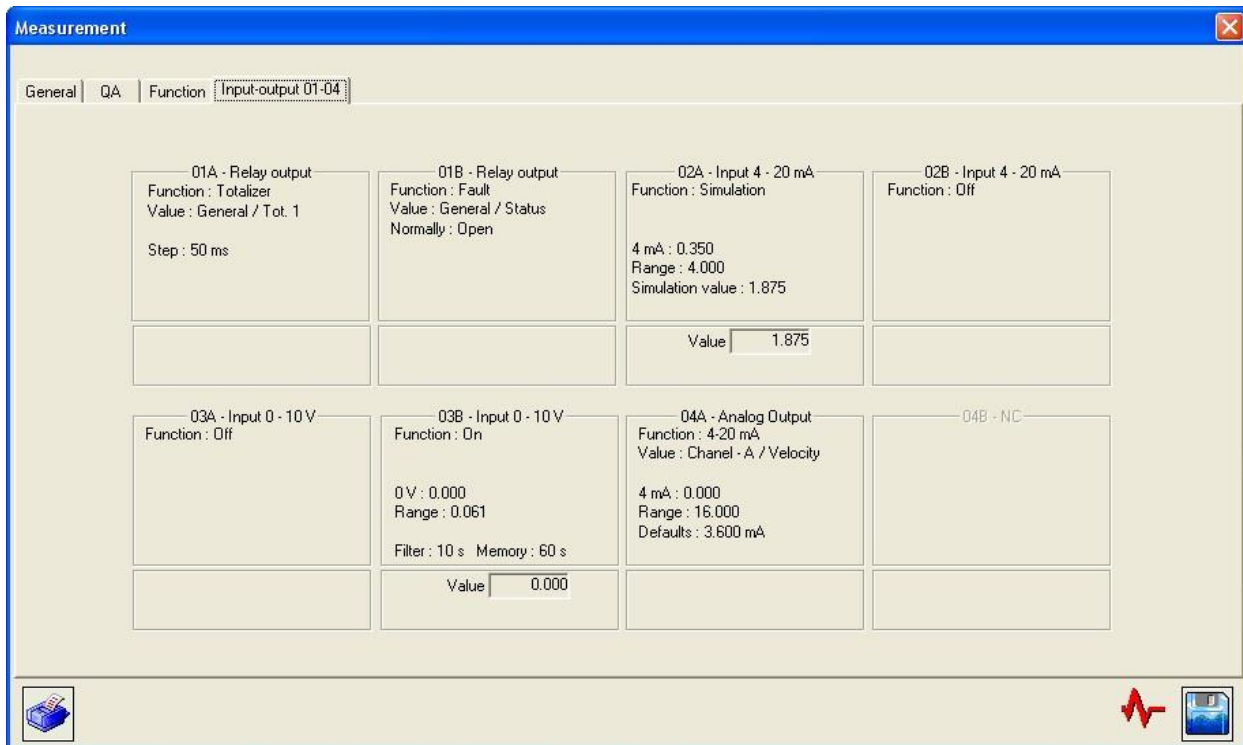 Measurement
General QA Function Input-output 01-04
01A - Relay output
Function : Totalizer
Value : General / Tot. 1
Step : 50 ms
01B - Relay output
Function : Fault
Value : General / Status
Normally : Open
02A - Input 4 - 20 mA
Function : Simulation
4 mA : 0.350
Range : 4.000
Simulation value : 1.875
Value 1.875
02B - Input 4 - 20 mA
Function : Off
03A - Input 0 - 10 V
Function : Off
03B - Input 0 - 10 V
Function : On
0 V : 0.000
Range : 0.061
Filter : 10 s Memory : 60 s
Value 0.000
04A - Analog Output
Function : 4-20 mA
Value : Chanel - A / Velocity
4 mA : 0.000
Range : 16.000
Defaults : 3.600 mA
04B - NC